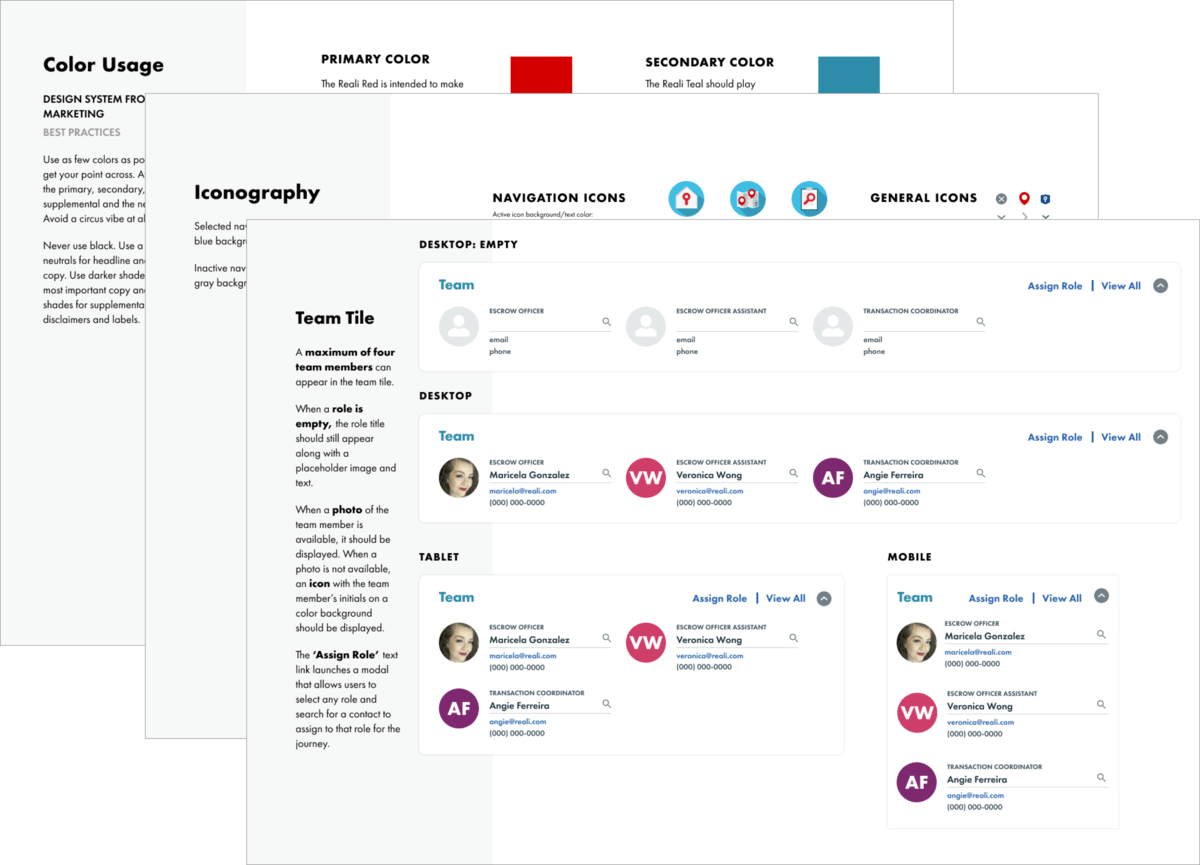 Color Usage
DESIGN SYSTEM FRO
MARKETING
BEST PRACTICES
Use as few colors as po
get your point across. A
the primary, secondary,
supplemental and the ne
Avoid a circus vibe at al
Never use black. Use a
neutrals for headline an
copy. Use darker shade
most important copy an
shades for supplementa
disclaimers and labels.
PRIMARY COLOR
The Reali Red is intended to make
SECONDARY COLOR
The Reali Teal should play
Iconography
Selected nav
blue backgr
Inactive nav
gray backgr
NAVIGATION ICONS
Active icon background/text color:
GENERAL ICONS
Team Tile
A maximum of four
team members can
appear in the team tile.
When a role is
empty, the role title
should still appear
along with a
placeholder image and
text.
When a photo of the
team member is
available, it should be
displayed. When a
photo is not available,
an icon with the team
member's initials on a
color background
should be displayed.
The 'Assign Role' text
link launches a modal
that allows users to
select any role and
search for a contact to
assign to that role for the
journey.
DESKTOP: EMPTY
Team
Assign Role | View All
ESCROW OFFICER
email
phone
ESCROW OFFICER ASSISTANT
email
phone
TRANSACTION COORDINATOR
email
phone
DESKTOP
Team
Assign Role | View All
ESCROW OFFICER
Maricela Gonzalez
maricela@reali.com
(000) 000-0000
VW
ESCROW OFFICER ASSISTANT
Veronica Wong
veronica@reali.com
(000) 000-0000
AF
TRANSACTION COORDINATOR
Angie Ferreira
angie@reali.com
(000) 000-0000
TABLET
Team
Assign Role | View All
ESCROW OFFICER
Maricela Gonzalez
maricela@reali.com
(000) 000-0000
VW
ESCROW OFFICER ASSISTANT
Veronica Wong
veronica@reali.com
(000) 000-0000
AF
TRANSACTION COORDINATOR
Angie Ferreira
angie@reali.com
(000) 000-0000
MOBILE
Team
Assign Role | View All
ESCROW OFFICER
Maricela Gonzalez
maricela@reali.com
(000) 000-0000
VW
ESCROW OFFICER ASSISTANT
Veronica Wong
veronica@reali.com
(000) 000-0000
AF
TRANSACTION COORDINATOR
Angie Ferreira
angie@reali.com
(000) 000-0000